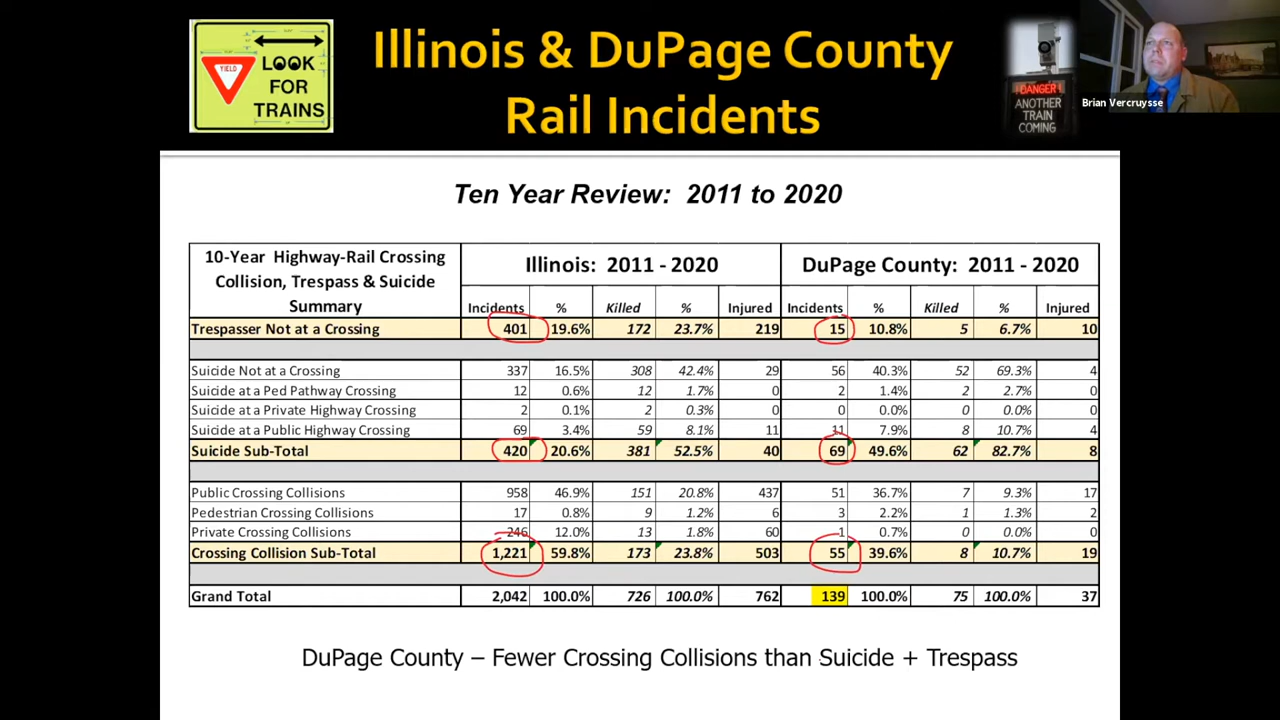 YIELD
LOOK
FOR
TRAINS
Illinois & DuPage County
Rail Incidents
DANGER
ANOTHER
TRAIN
COMING
Brian Vercruysse
Ten Year Review: 2011 to 2020
10-Year Highway-Rail Crossing
Collision, Trespass & Suicide
Summary
Illinois: 2011 - 2020
DuPage County: 2011 - 2020
Incidents % Killed % Injured Incidents % Killed % Injured
Trespasser Not at a Crossing 401 19.6% 172 23.7% 219 15 10.8% 5 6.7% 10
Suicide Not at a Crossing 337 16.5% 308 42.4% 29 56 40.3% 52 69.3% 4
Suicide at a Ped Pathway Crossing 12 0.6% 12 1.7% 0 2 1.4% 2 2.7% 0
Suicide at a Private Highway Crossing 2 0.1% 2 0.3% 0 0 0.0% 0 0.0% 0
Suicide at a Public Highway Crossing 69 3.4% 59 8.1% 11 11 7.9% 8 10.7% 4
Suicide Sub-Total 420 20.6% 381 52.5% 40 69 49.6% 62 82.7% 8
Public Crossing Collisions 958 46.9% 151 20.8% 437 51 36.7% 7 9.3% 17
Pedestrian Crossing Collisions 17 0.8% 9 1.2% 6 3 2.2% 1 1.3% 2
Private Crossing Collisions 246 12.0% 13 1.8% 60 1 0.7% 0 0.0% 0
Crossing Collision Sub-Total 1,221 59.8% 173 23.8% 503 55 39.6% 8 10.7% 19
Grand Total 2,042 100.0% 726 100.0% 762 139 100.0% 75 100.0% 37
DuPage County – Fewer Crossing Collisions than Suicide + Trespass